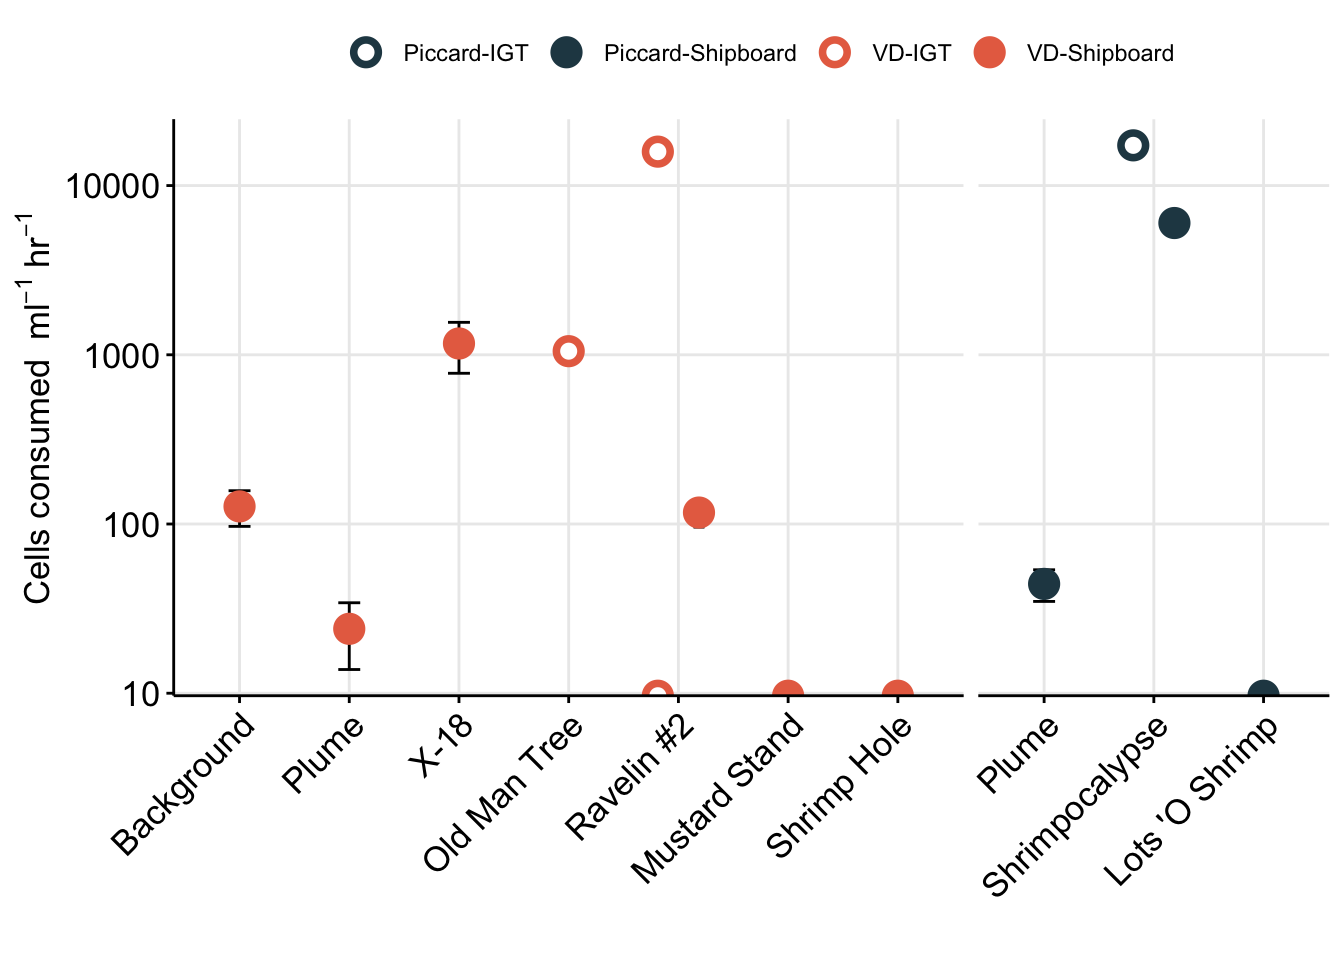 Piccard-IGT Piccard-Shipboard VD-IGT VD-Shipboard
Cells consumed ml⁻¹ hr⁻¹
10000
1000
100
10
Background
Plume
X-18
Old Man Tree
Ravelin #2
Mustard Stand
Shrimp Hole
Plume
Shrimpocalypse
Lots 'O Shrimp